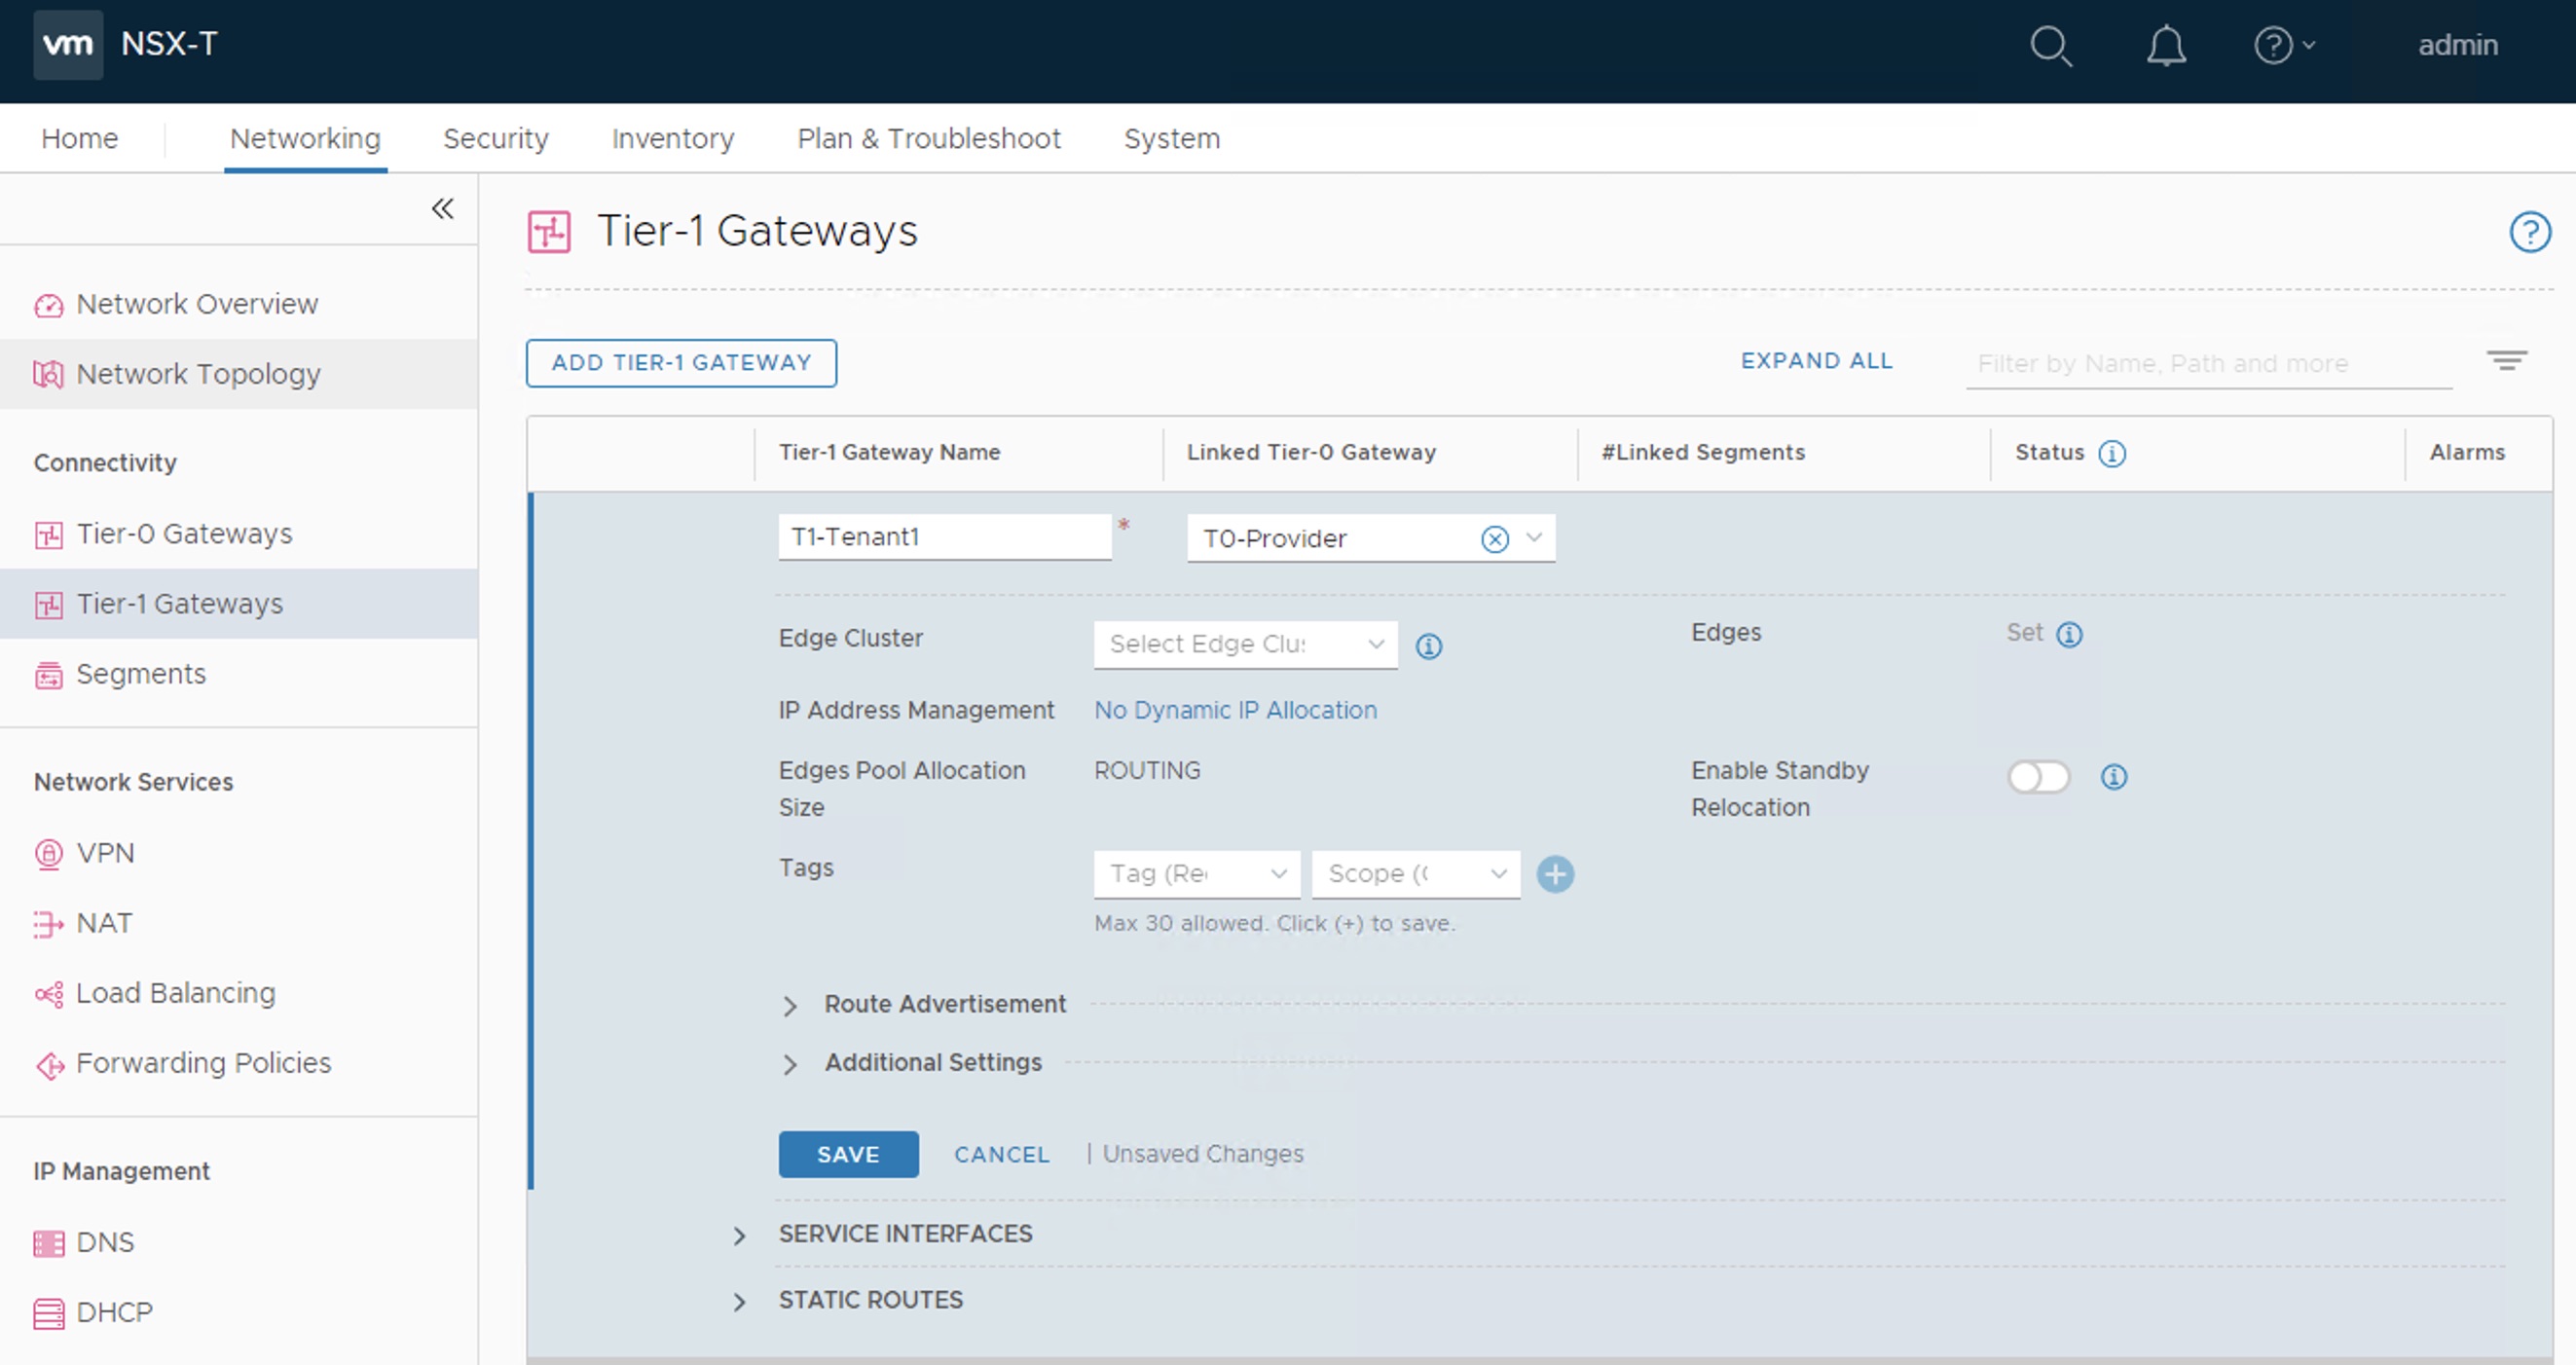 vm NSX-T admin
Home Networking Security Inventory Plan & Troubleshoot System
Tier-1 Gateways
Network Overview
Network Topology
Connectivity
Tier-0 Gateways
Tier-1 Gateways
Segments
Network Services
VPN
NAT
Load Balancing
Forwarding Policies
IP Management
DNS
DHCP
ADD TIER-1 GATEWAY EXPAND ALL Filter by Name, Path and more
Tier-1 Gateway Name Linked Tier-0 Gateway #Linked Segments Status Alarms
T1-Tenant1 * T0-Provider
Edge Cluster Select Edge Clu Edges Set
IP Address Management No Dynamic IP Allocation
Edges Pool Allocation ROUTING Enable Standby
Size Relocation
Tags Tag (Re Scope (
Max 30 allowed. Click (+) to save.
Route Advertisement
Additional Settings
SAVE CANCEL | Unsaved Changes
SERVICE INTERFACES
STATIC ROUTES